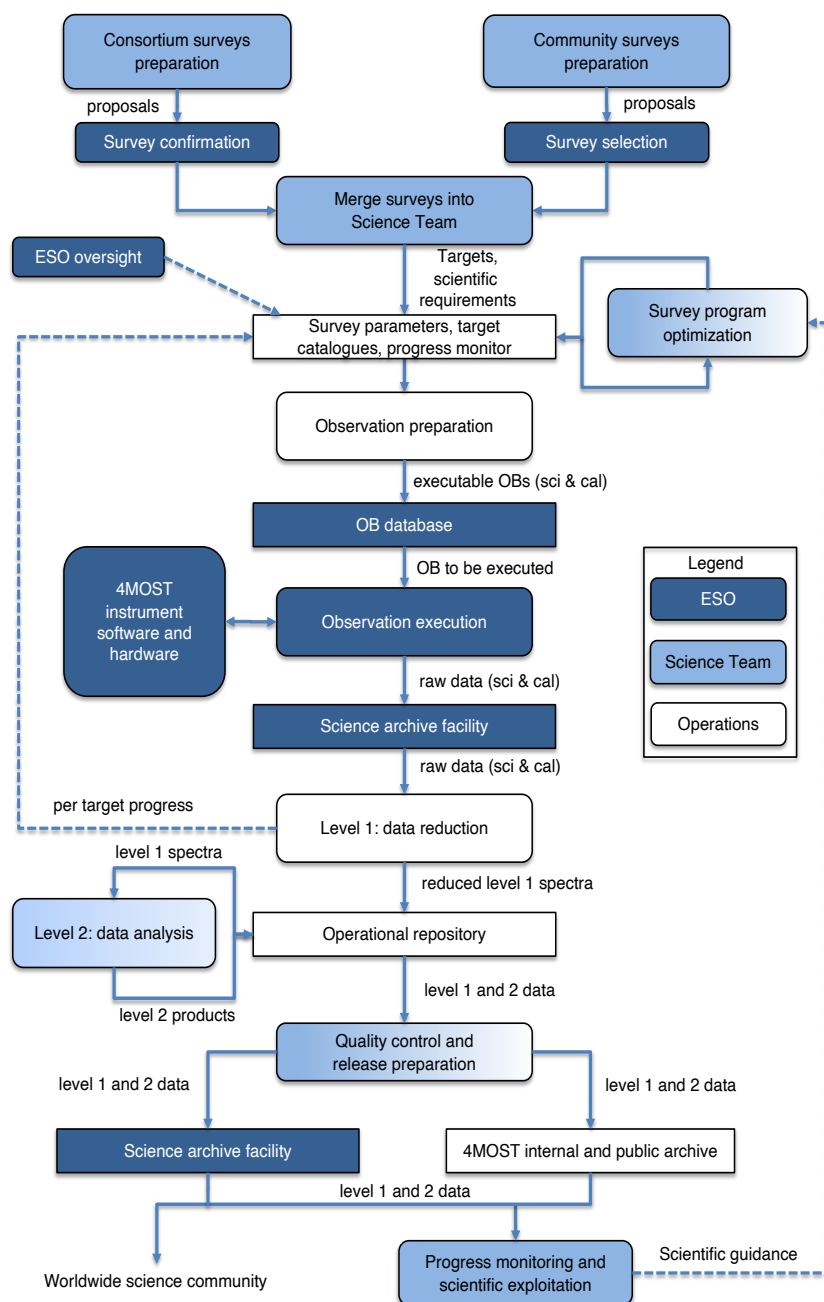 Consortium surveys
preparation
Community surveys
preparation
proposals
proposals
Survey confirmation
Survey selection
Merge surveys into
Science Team
ESO oversight
Targets,
scientific
requirements
Survey program
optimization
Survey parameters, target
catalogues, progress monitor
Observation preparation
executable OBs (sci & cal)
OB database
OB to be executed
4MOST
instrument
software and
hardware
Observation execution
Legend
ESO
Science Team
Operations
raw data (sci & cal)
Science archive facility
raw data (sci & cal)
per target progress
Level 1: data reduction
level 1 spectra
reduced level 1 spectra
Level 2: data analysis
Operational repository
level 2 products
level 1 and 2 data
Quality control and
release preparation
level 1 and 2 data
level 1 and 2 data
Science archive facility
4MOST internal and public archive
level 1 and 2 data
Worldwide science community
Progress monitoring and
scientific exploitation
Scientific guidance